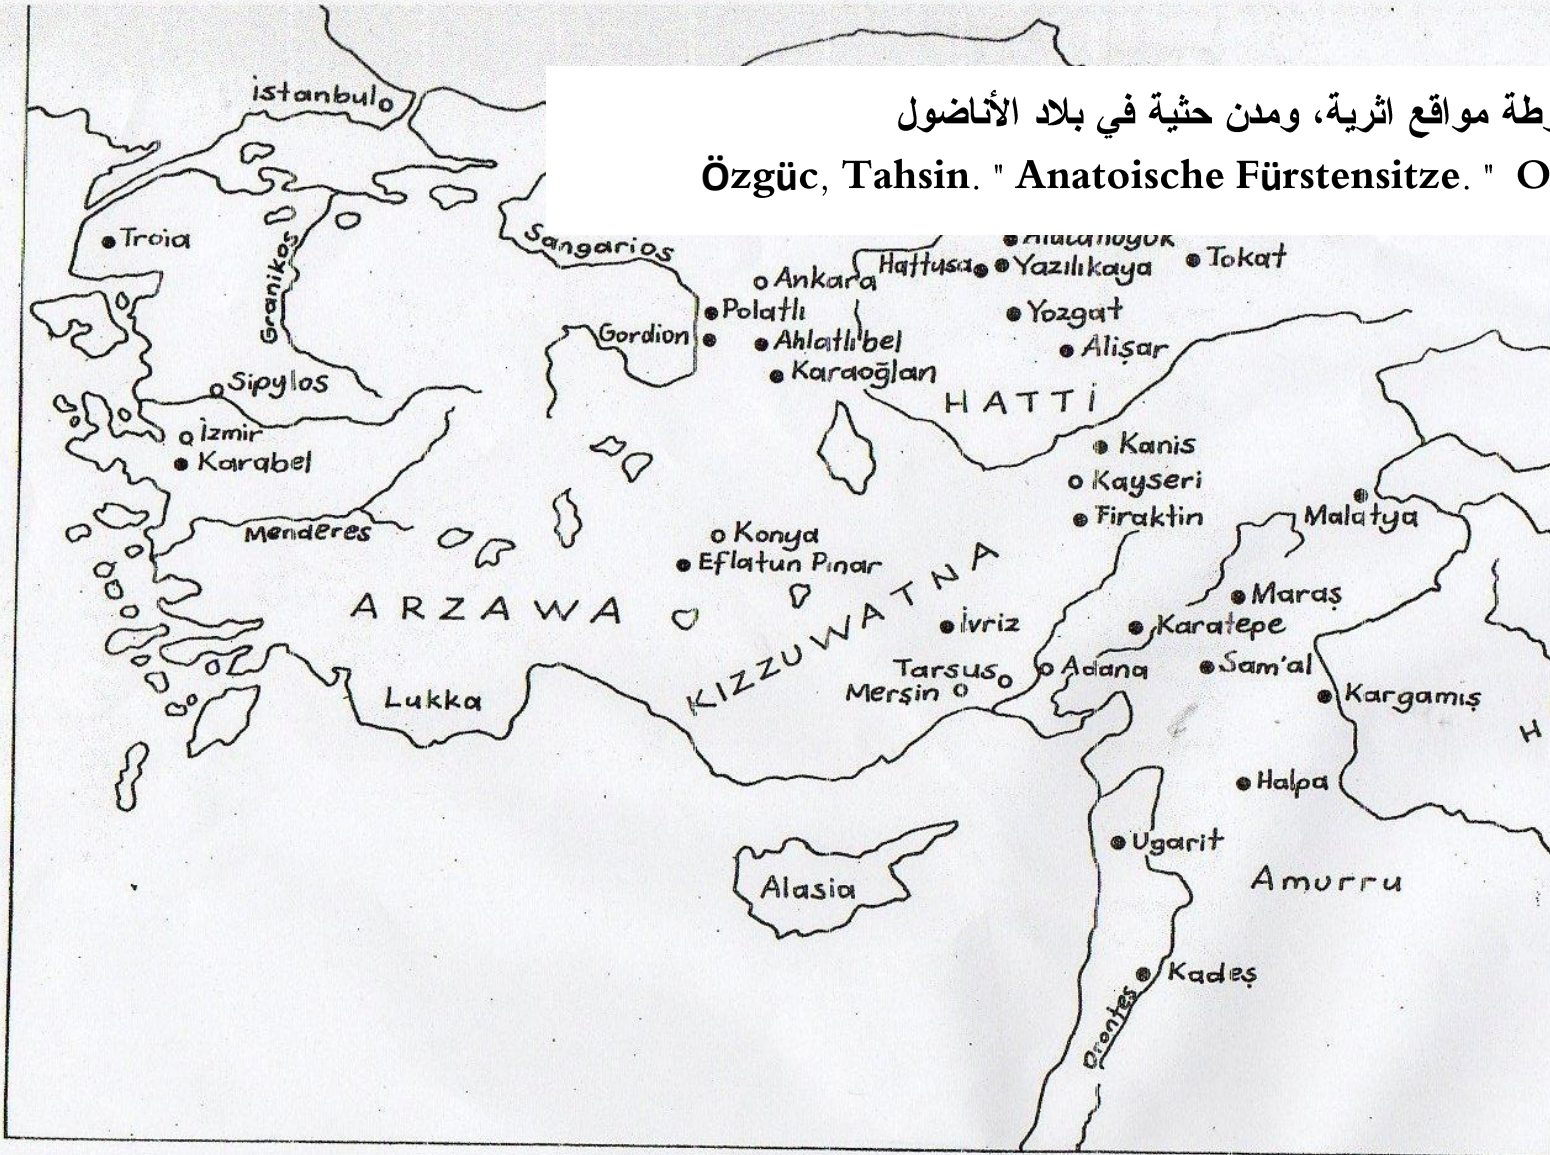 مواقع اثرية، ومدن حثية في بلاد الأناضول
Özgüc, Tahsin. " Anatoische Fürstensitze. "
istanbul
Troia
Granikos
Sangarios
Ankara
Hattusa
Yazılıkaya
Tokat
Polatlı
Yozgat
Gordion
Ahlatlıbel
Alişar
Karaoğlan
Sipylos
HATTİ
İzmir
Kanis
Karabel
Kayseri
Firaktin
Malatya
Menderes
Konya
Eflatun Pınar
ARZAWA
KIZZUWATNA
Maraş
İvriz
Karatepe
Tarsus
Adana
Sam'al
Mersin
Kargamış
Lukka
H
Halpa
Ugarit
Alasia
Amurru
Kadeş
Orontes